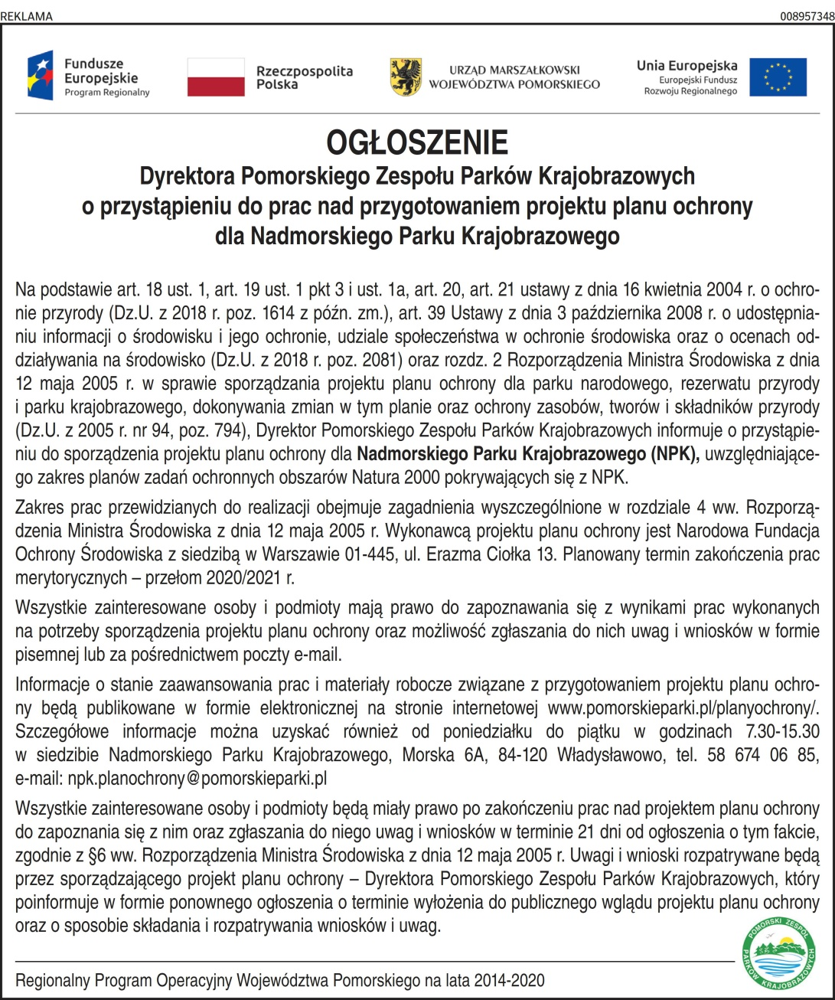 REKLAMA 008957348
Fundusze
Europejskie
Program Regionalny
Rzeczpospolita
Polska
URZĄD MARSZAŁKOWSKI
WOJEWÓDZTWA POMORSKIEGO
Unia Europejska
Europejski Fundusz
Rozwoju Regionalnego
OGŁOSZENIE
Dyrektora Pomorskiego Zespołu Parków Krajobrazowych
o przystąpieniu do prac nad przygotowaniem projektu planu ochrony
dla Nadmorskiego Parku Krajobrazowego
Na podstawie art. 18 ust. 1, art. 19 ust. 1 pkt 3 i ust. 1a, art. 20, art. 21 ustawy z dnia 16 kwietnia 2004 r. o ochro-
nie przyrody (Dz.U. z 2018 r. poz. 1614 z późn. zm.), art. 39 Ustawy z dnia 3 października 2008 r. o udostępnia-
niu informacji o środowisku i jego ochronie, udziale społeczeństwa w ochronie środowiska oraz o ocenach od-
działywania na środowisko (Dz.U. z 2018 r. poz. 2081) oraz rozdz. 2 Rozporządzenia Ministra Środowiska z dnia
12 maja 2005 r. w sprawie sporządzania projektu planu ochrony dla parku narodowego, rezerwatu przyrody
i parku krajobrazowego, dokonywania zmian w tym planie oraz ochrony zasobów, tworów i składników przyrody
(Dz.U. z 2005 r. nr 94, poz. 794), Dyrektor Pomorskiego Zespołu Parków Krajobrazowych informuje o przystąpie-
niu do sporządzenia projektu planu ochrony dla Nadmorskiego Parku Krajobrazowego (NPK), uwzględniające-
go zakres planów zadań ochronnych obszarów Natura 2000 pokrywających się z NPK.
Zakres prac przewidzianych do realizacji obejmuje zagadnienia wyszczególnione w rozdziale 4 ww. Rozporzą-
dzenia Ministra Środowiska z dnia 12 maja 2005 r. Wykonawcą projektu planu ochrony jest Narodowa Fundacja
Ochrony Środowiska z siedzibą w Warszawie 01-445, ul. Erazma Ciołka 13. Planowany termin zakończenia prac
merytorycznych – przełom 2020/2021 r.
Wszystkie zainteresowane osoby i podmioty mają prawo do zapoznawania się z wynikami prac wykonanych
na potrzeby sporządzenia projektu planu ochrony oraz możliwość zgłaszania do nich uwag i wniosków w formie
pisemnej lub za pośrednictwem poczty e-mail.
Informacje o stanie zaawansowania prac i materiały robocze związane z przygotowaniem projektu planu ochro-
ny będą publikowane w formie elektronicznej na stronie internetowej www.pomorskieparki.pl/planyochrony/.
Szczegółowe informacje można uzyskać również od poniedziałku do piątku w godzinach 7.30-15.30
w siedzibie Nadmorskiego Parku Krajobrazowego, Morska 6A, 84-120 Władysławowo, tel. 58 674 06 85,
e-mail: npk.planochrony@pomorskieparki.pl
Wszystkie zainteresowane osoby i podmioty będą miały prawo po zakończeniu prac nad projektem planu ochrony
do zapoznania się z nim oraz zgłaszania do niego uwag i wniosków w terminie 21 dni od ogłoszenia o tym fakcie,
zgodnie z §6 ww. Rozporządzenia Ministra Środowiska z dnia 12 maja 2005 r. Uwagi i wnioski rozpatrywane będą
przez sporządzającego projekt planu ochrony – Dyrektora Pomorskiego Zespołu Parków Krajobrazowych, który
poinformuje w formie ponownego ogłoszenia o terminie wyłożenia do publicznego wglądu projektu planu ochrony
oraz o sposobie składania i rozpatrywania wniosków i uwag.
POMORSKI ZESPÓŁ
PARKÓW KRAJOBRAZOWYCH
Regionalny Program Operacyjny Województwa Pomorskiego na lata 2014-2020